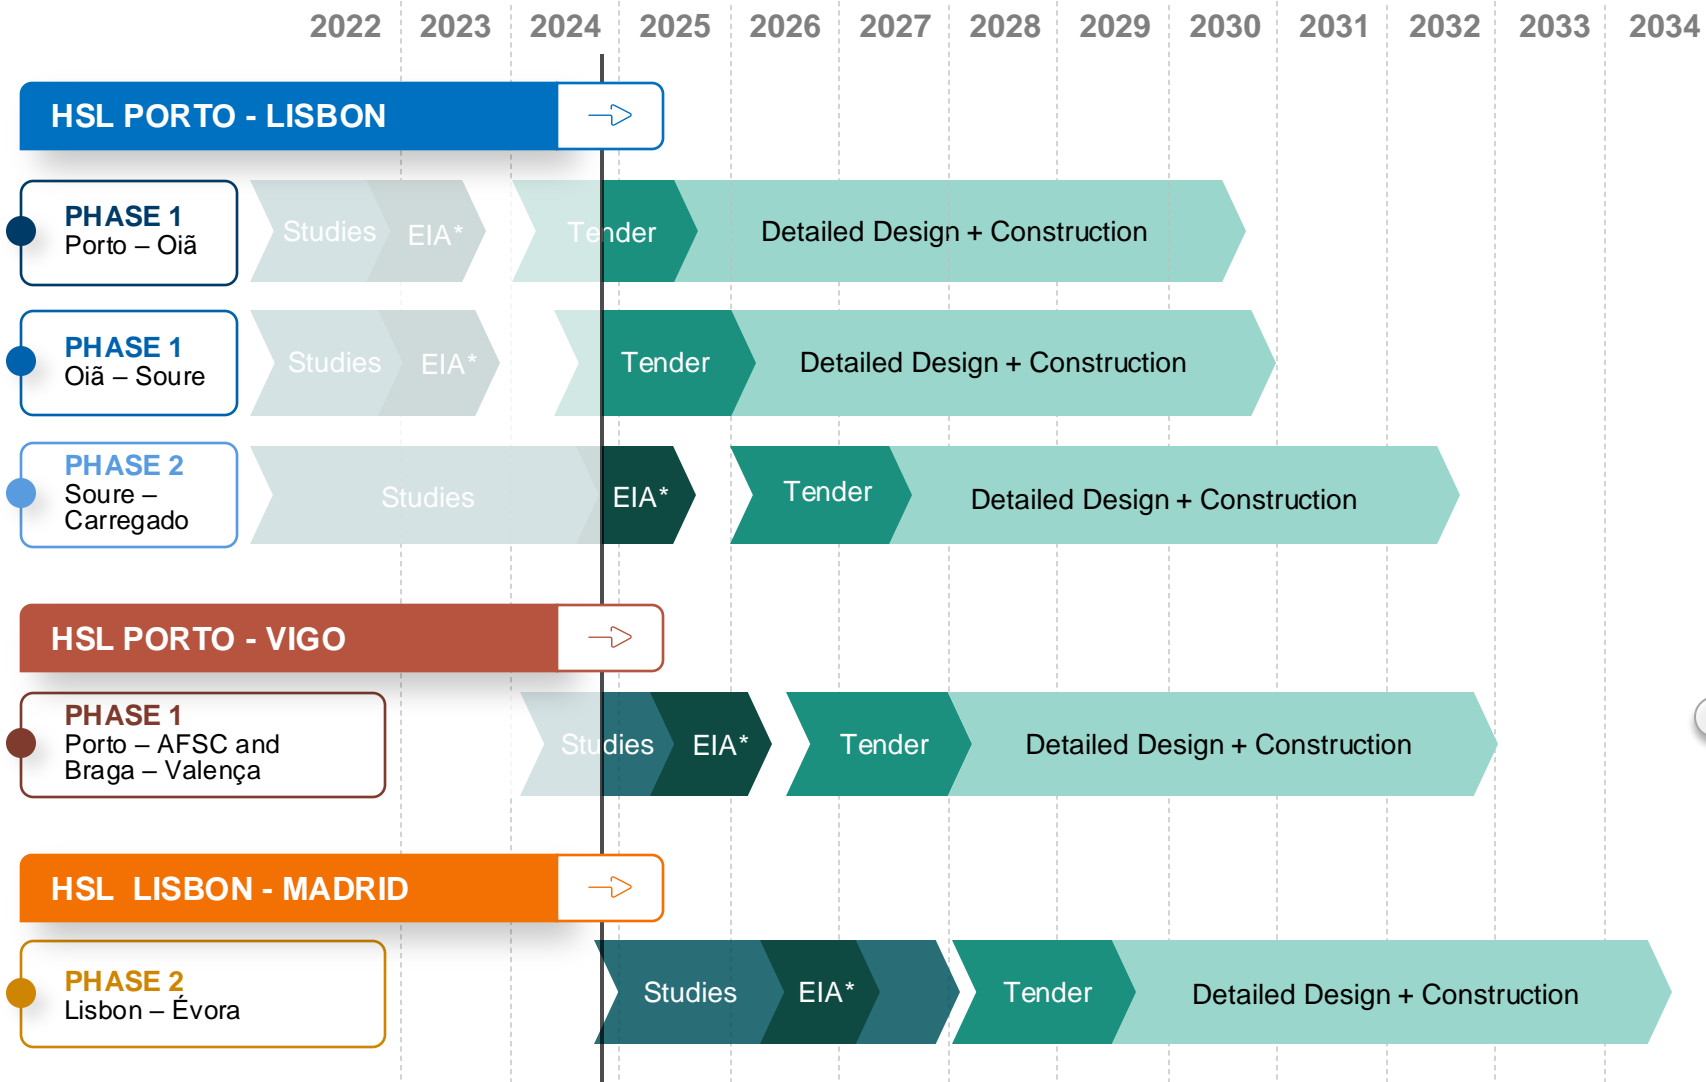 2022 2023 2024 2025 2026 2027 2028 2029 2030 2031 2032 2033 2034
HSL PORTO - LISBON
PHASE 1
Porto – Oiã
Studies EIA* Tender Detailed Design + Construction
PHASE 1
Oiã – Soure
Studies EIA* Tender Detailed Design + Construction
PHASE 2
Soure –
Carregado
Studies EIA* Tender Detailed Design + Construction
HSL PORTO - VIGO
PHASE 1
Porto – AFSC and
Braga – Valença
Studies EIA* Tender Detailed Design + Construction
HSL LISBON - MADRID
PHASE 2
Lisbon – Évora
Studies EIA* Tender Detailed Design + Construction